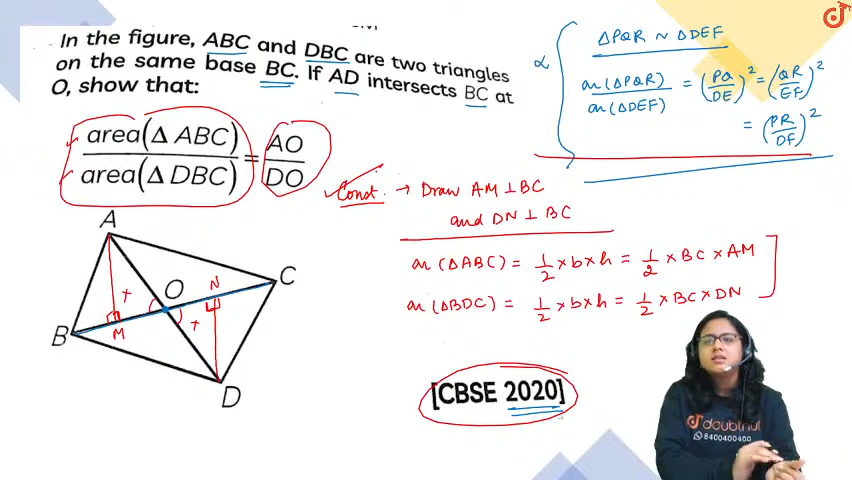 In the figure, ABC and DBC are two triangles
on the same base BC. If AD intersects BC at
O, show that:
area(Δ ABC) / area(Δ DBC) = AO / DO
ΔPQR ~ ΔDEF
ar(ΔPQR) / ar(ΔDEF) = (PQ/DE)² = (QR/EF)²
= (PR/DF)²
Const. → Draw AM ⊥ BC
and DN ⊥ BC
ar(ΔABC) = 1/2 × b × h = 1/2 × BC × AM
ar(ΔBDC) = 1/2 × b × h = 1/2 × BC × DN
A
N
O
C
B
M
D
[CBSE 2020]
doubtnut
8400400400